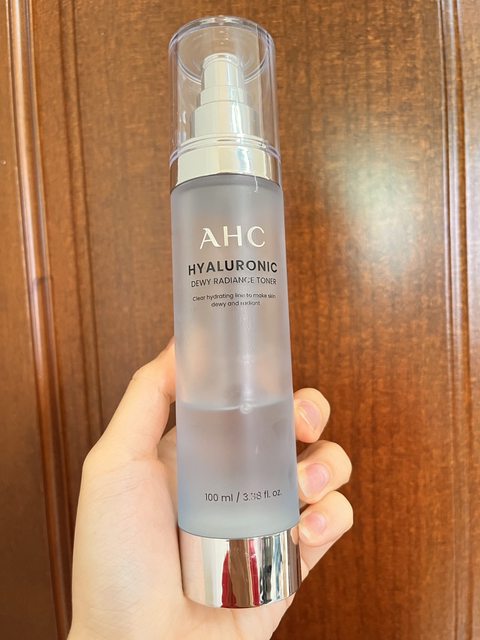 AHC
HYALURONIC
DEWY RADIANCE TONER
Clear hydrating line to make skin
dewy and radiant
100 ml / 3.38 fl. oz.